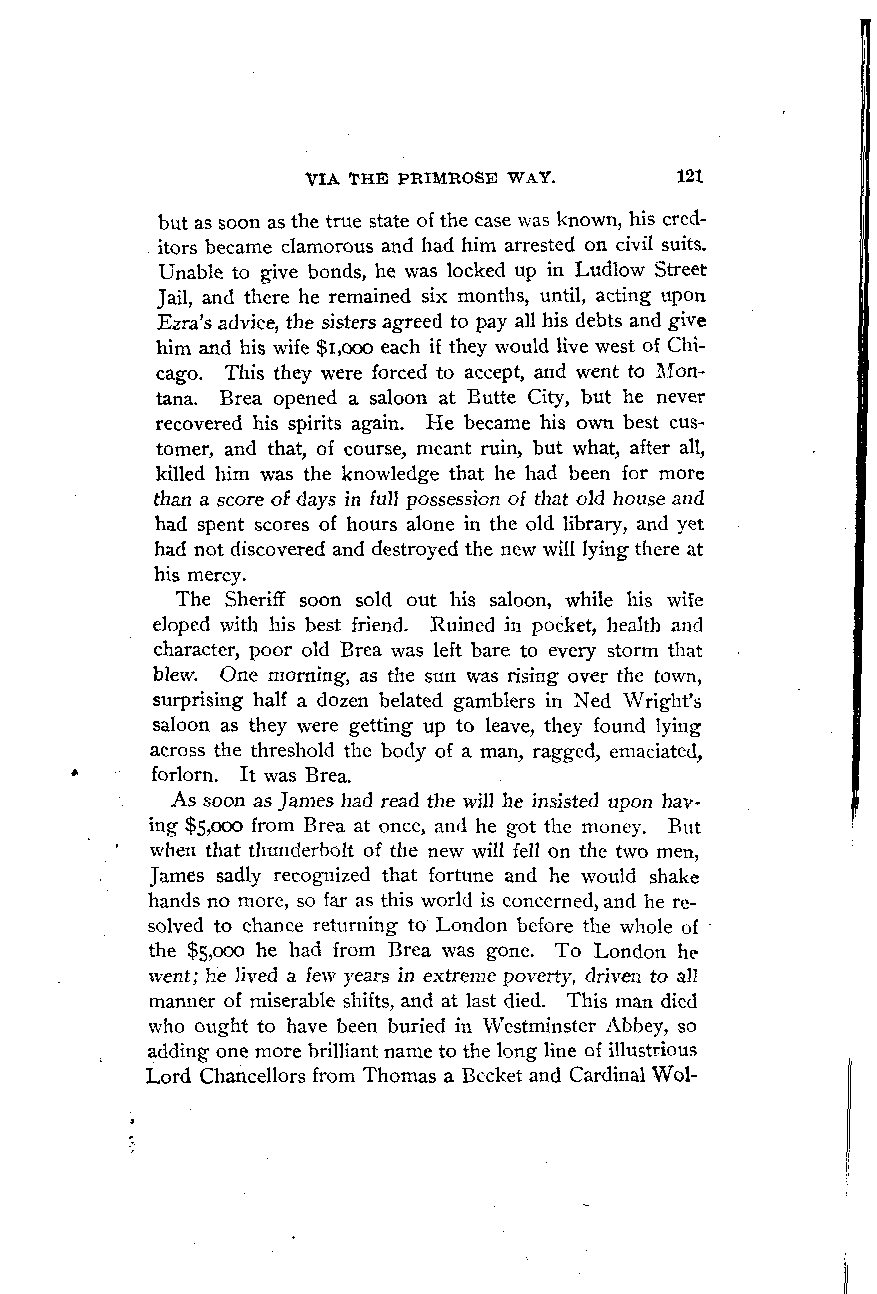 VIA THE PRIMROSE WAY. 121
but as soon as the true state of the case was known, his cred-
itors became clamorous and had him arrested on civil suits.
Unable to give bonds, he was locked up in Ludlow Street
Jail, and there he remained six months, until, acting upon
Ezra's advice, the sisters agreed to pay all his debts and give
him and his wife $1,000 each if they would live west of Chi-
cago. This they were forced to accept, and went to Mon-
tana. Brea opened a saloon at Butte City, but he never
recovered his spirits again. He became his own best cus-
tomer, and that, of course, meant ruin, but what, after all,
killed him was the knowledge that he had been for more
than a score of days in full possession of that old house and
had spent scores of hours alone in the old library, and yet
had not discovered and destroyed the new will lying there at
his mercy.
The Sheriff soon sold out his saloon, while his wife
eloped with his best friend. Ruined in pocket, health and
character, poor old Brea was left bare to every storm that
blew. One morning, as the sun was rising over the town,
surprising half a dozen belated gamblers in Ned Wright's
saloon as they were getting up to leave, they found lying
across the threshold the body of a man, ragged, emaciated,
forlorn. It was Brea.
As soon as James had read the will he insisted upon hav-
ing $5,000 from Brea at once, and he got the money. But
when that thunderbolt of the new will fell on the two men,
James sadly recognized that fortune and he would shake
hands no more, so far as this world is concerned, and he re-
solved to chance returning to London before the whole of
the $5,000 he had from Brea was gone. To London he
went; he lived a few years in extreme poverty, driven to all
manner of miserable shifts, and at last died. This man died
who ought to have been buried in Westminster Abbey, so
adding one more brilliant name to the long line of illustrious
Lord Chancellors from Thomas a Becket and Cardinal Wol-